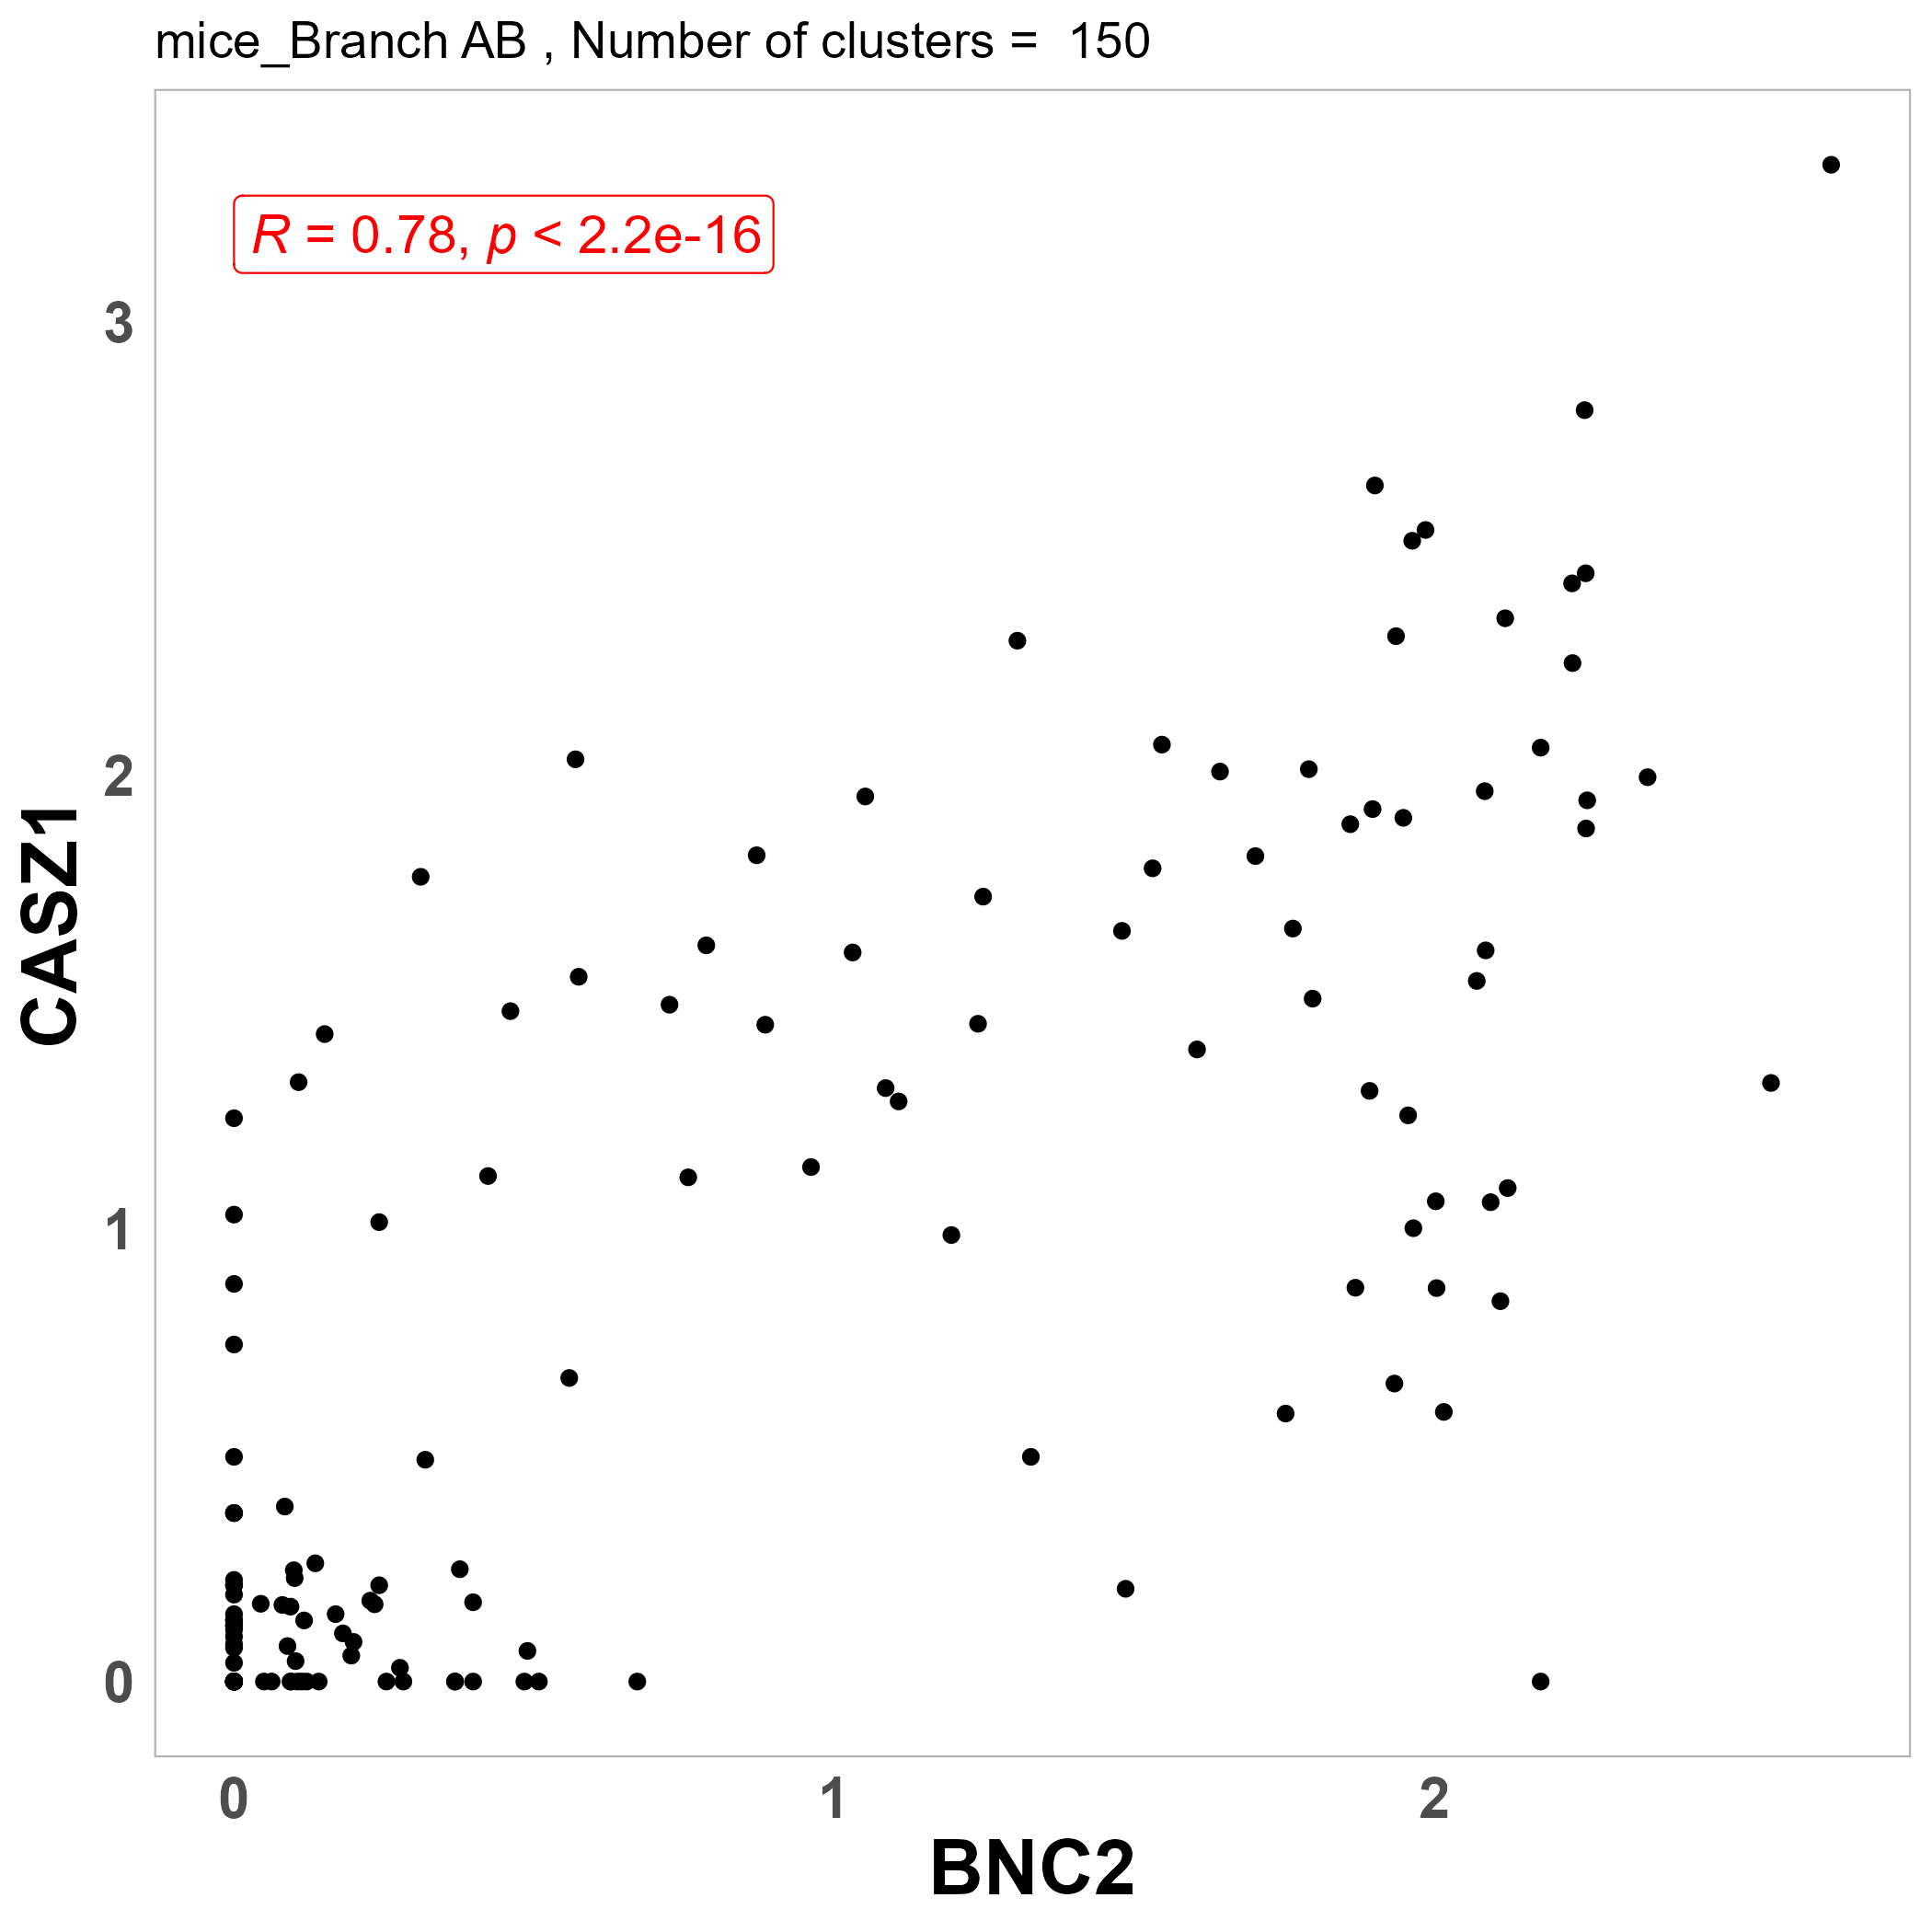 mice_Branch AB , Number of clusters =  150
R = 0.78, p < 2.2e-16
3
2
1
0
CASZ1
0
1
2
BNC2